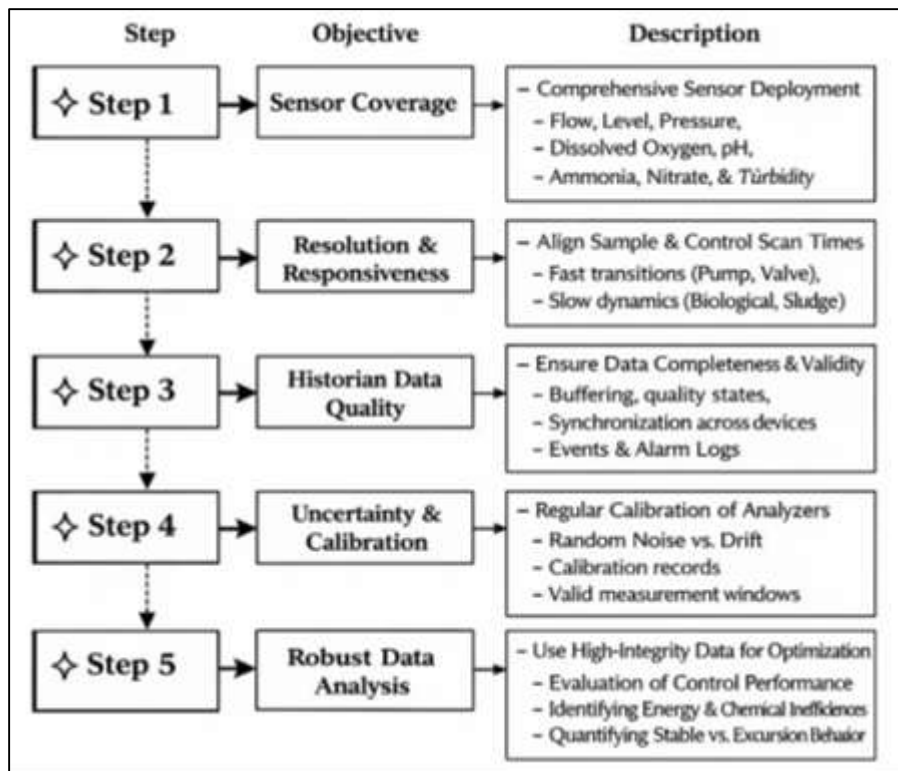 Step Objective Description
✧ Step 1
Sensor Coverage
– Comprehensive Sensor Deployment
– Flow, Level, Pressure,
– Dissolved Oxygen, pH,
– Ammonia, Nitrate, & Túrbidity
✧ Step 2
Resolution &
Responsiveness
– Align Sample & Control Scan Times
– Fast transitions (Pump, Valve),
– Slow dynamics (Biological, Sludge)
✧ Step 3
Historian Data
Quality
– Ensure Data Completeness & Validity
– Buffering, quality states,
– Synchronization across devices
– Events & Alarm Logs
✧ Step 4
Uncertainty &
Calibration
– Regular Calibration of Analyzers
– Random Noise vs. Drift
– Calibration records
– Valid measurement windows
✧ Step 5
Robust Data
Analysis
– Use High-Integrity Data for Optimization
– Evaluation of Control Performance
– Identifying Energy & Chemical Inefficiences
– Quantifying Stable vs. Excursion Behavior